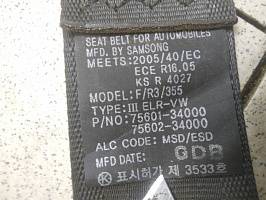 SEAT BELT FOR AUTOMOBILES
MFD. BY SAMSONG
MEETS: 2005/40/EC
ECE R16.05
KS R 4027
MODEL: F/R3/355
TYPE: III ELR-VW
P/NO: 75601-34000
75602-34000
ALC CODE: MSD/ESD
MFD DATE: GDB
㉿ 표시허가 제 3533호